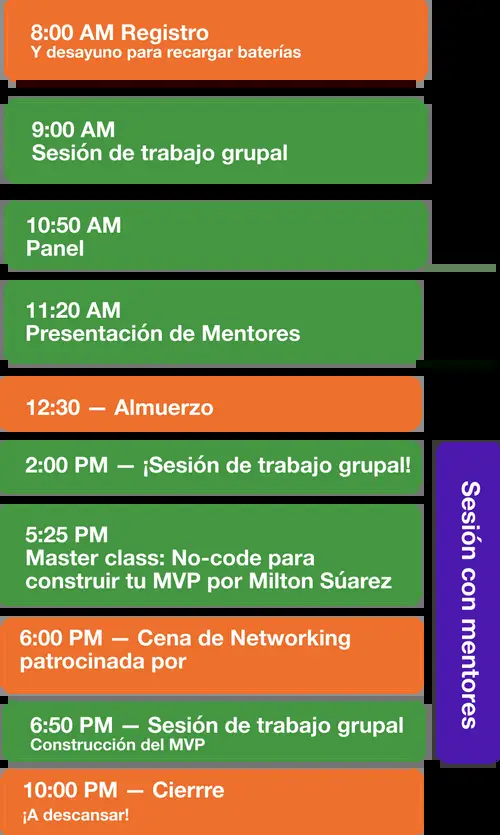 8:00 AM Registro
Y desayuno para recargar baterías
9:00 AM
Sesión de trabajo grupal
10:50 AM
Panel
11:20 AM
Presentación de Mentores
12:30 — Almuerzo
2:00 PM — ¡Sesión de trabajo grupal!
5:25 PM
Master class: No-code para
construir tu MVP por Milton Súarez
6:00 PM — Cena de Networking
patrocinada por
6:50 PM — Sesión de trabajo grupal
Construcción del MVP
10:00 PM — Cierrre
¡A descansar!
Sesión con mentores